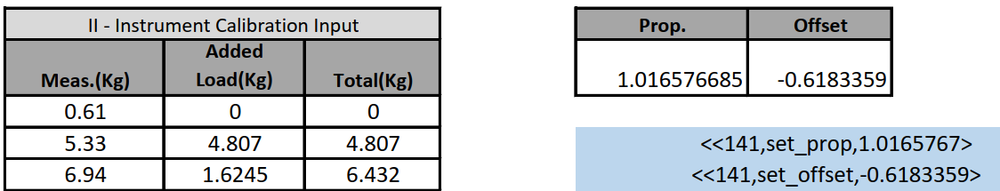 II - Instrument Calibration Input
Meas.(Kg) Added Load(Kg) Total(Kg)
0.61 0 0
5.33 4.807 4.807
6.94 1.6245 6.432
Prop. Offset
1.016576685 -0.6183359
<<141,set_prop,1.0165767>
<<141,set_offset,-0.6183359>